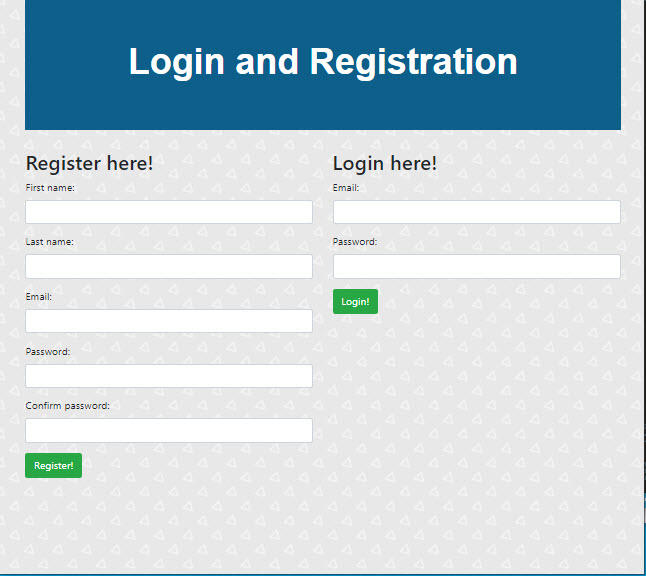 Login and Registration
Register here!
First name:
Last name:
Email:
Password:
Confirm password:
Register!
Login here!
Email:
Password:
Login!